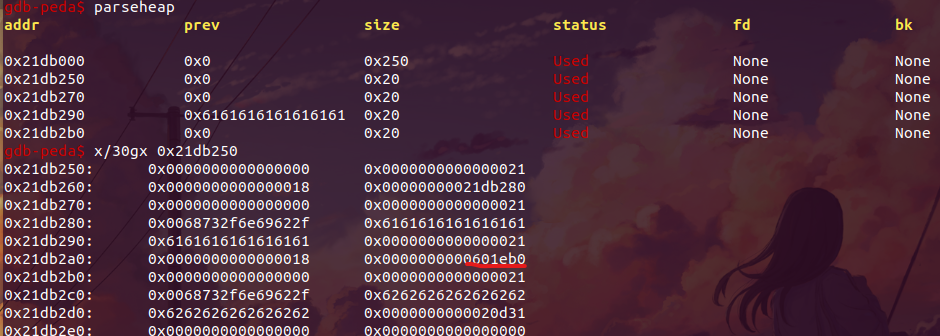 gdb-peda$ parseheap
addr prev size status fd bk
0x21db000 0x0 0x250 Used None None
0x21db250 0x0 0x20 Used None None
0x21db270 0x0 0x20 Used None None
0x21db290 0x6161616161616161 0x20 Used None None
0x21db2b0 0x0 0x20 Used None None
gdb-peda$ x/30gx 0x21db250
0x21db250: 0x0000000000000000 0x0000000000000021
0x21db260: 0x0000000000000018 0x00000000021db280
0x21db270: 0x0000000000000000 0x0000000000000021
0x21db280: 0x0068732f6e69622f 0x6161616161616161
0x21db290: 0x6161616161616161 0x0000000000000021
0x21db2a0: 0x0000000000000018 0x0000000000601eb0
0x21db2b0: 0x0000000000000000 0x0000000000000021
0x21db2c0: 0x0068732f6e69622f 0x6262626262626262
0x21db2d0: 0x6262626262626262 0x0000000000020d31
0x21db2e0: 0x0000000000000000 0x0000000000000000